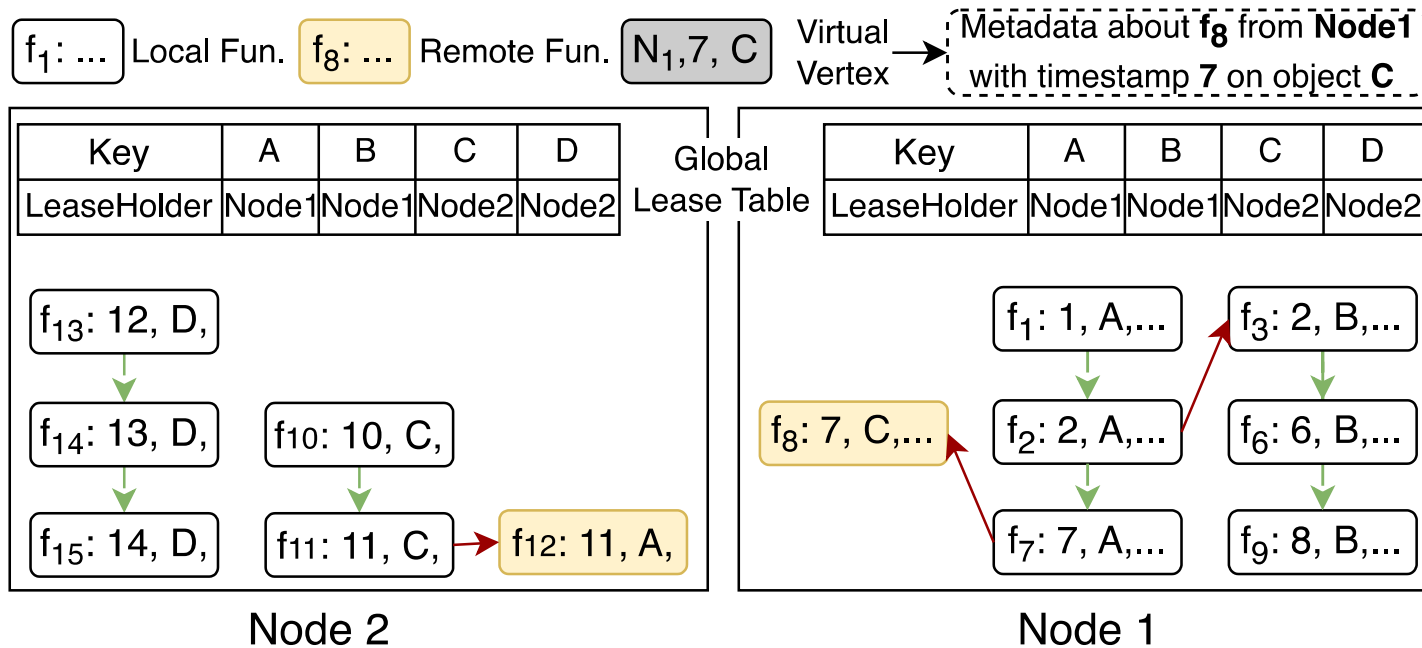 f1: ... Local Fun. f8: ... Remote Fun. N1,7, C Virtual Vertex Metadata about f8 from Node1
with timestamp 7 on object C
Key A B C D
LeaseHolder Node1 Node1 Node2 Node2
Global
Lease Table
Key A B C D
LeaseHolder Node1 Node1 Node2 Node2
f13: 12, D,
f14: 13, D,
f10: 10, C,
f15: 14, D,
f11: 11, C,
f12: 11, A,
f1: 1, A,...
f3: 2, B,...
f8: 7, C,...
f2: 2, A,...
f6: 6, B,...
f7: 7, A,...
f9: 8, B,...
Node 2
Node 1